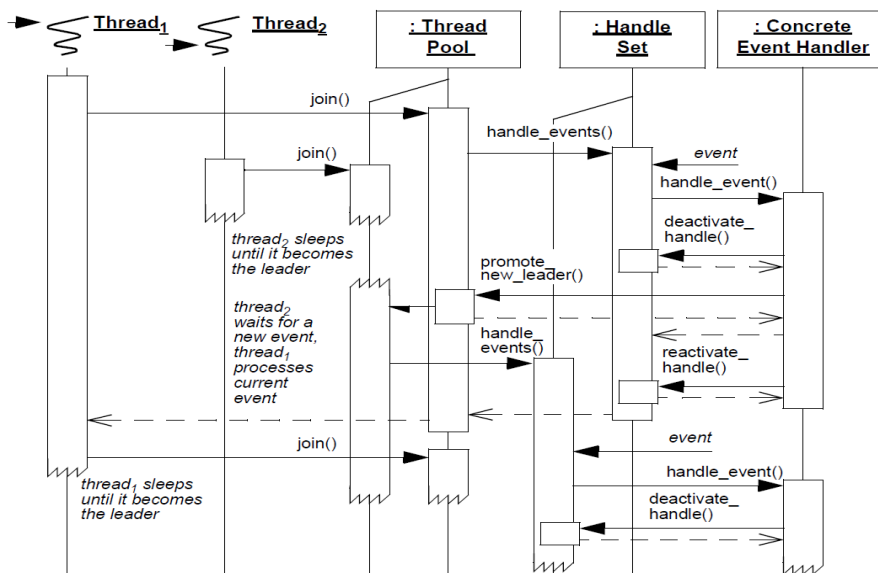 Thread1
Thread2
: Thread
Pool
: Handle
Set
: Concrete
Event Handler
join()
handle_events()
event
join()
handle_event()
deactivate_
handle()
thread2 sleeps
until it becomes
the leader
promote_
new_leader()
thread2
waits for a
new event,
thread1
processes
current
event
handle_
events()
reactivate_
handle()
join()
event
handle_event()
thread1 sleeps
until it becomes
the leader
deactivate_
handle()